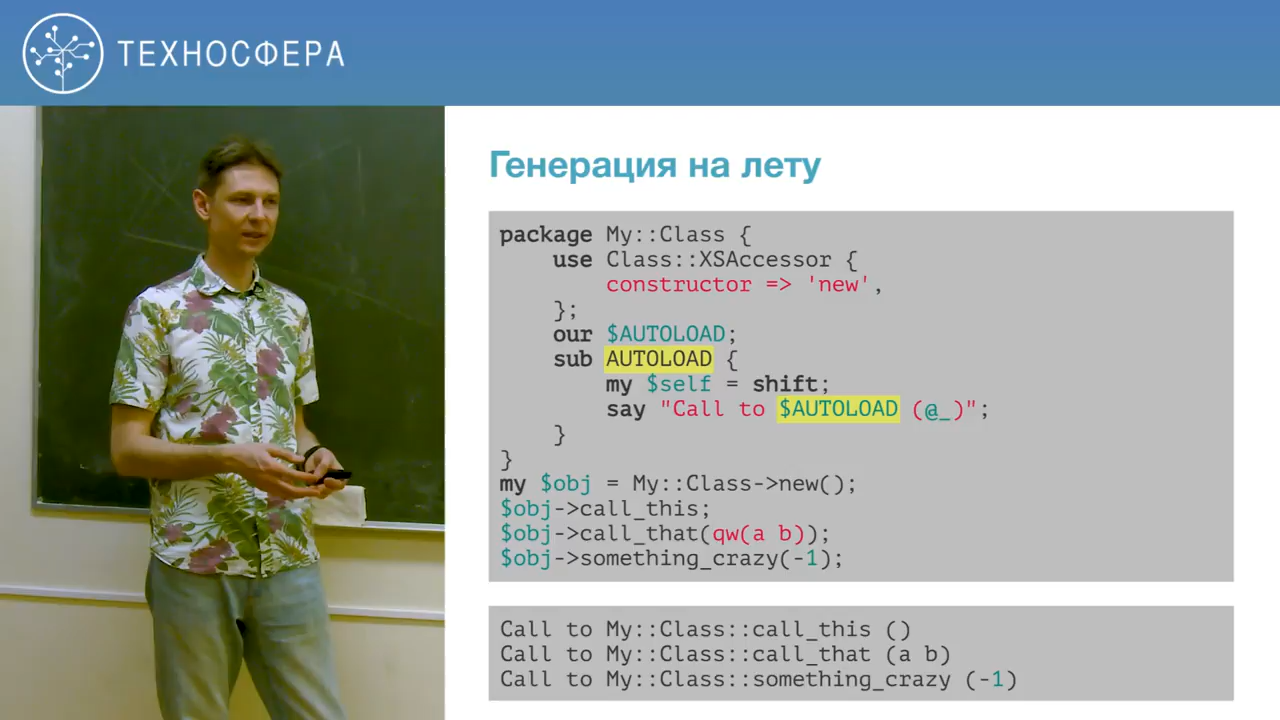 ТЕХНОСФЕРА
Генерация на лету
package My::Class {
    use Class::XSAccessor {
        constructor => 'new',
    };
    our $AUTOLOAD;
    sub AUTOLOAD {
        my $self = shift;
        say "Call to $AUTOLOAD (@_)";
    }
}
my $obj = My::Class->new();
$obj->call_this;
$obj->call_that(qw(a b));
$obj->something_crazy(-1);
Call to My::Class::call_this ()
Call to My::Class::call_that (a b)
Call to My::Class::something_crazy (-1)